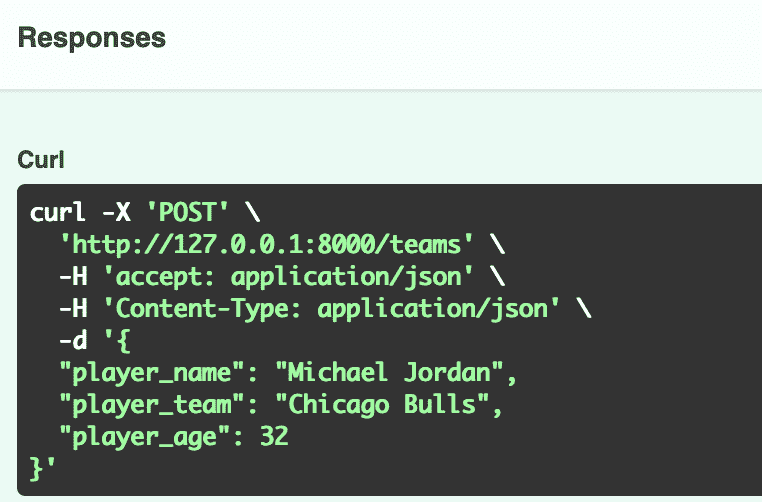 Responses
Curl
curl -X 'POST' \
  'http://127.0.0.1:8000/teams' \
  -H 'accept: application/json' \
  -H 'Content-Type: application/json' \
  -d '{
  "player_name": "Michael Jordan",
  "player_team": "Chicago Bulls",
  "player_age": 32
}'